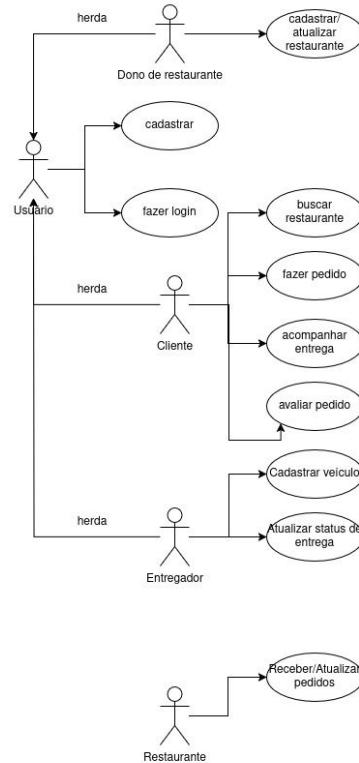 herda
Dono de restaurante
cadastrar/
atualizar
restaurante
cadastrar
Usuário
fazer login
buscar
restaurante
herda
fazer pedido
Cliente
acompanhar
entrega
avaliar pedido
Cadastrar veículo
herda
Atualizar status de
entrega
Entregador
Receber/Atualizar
pedidos
Restaurante